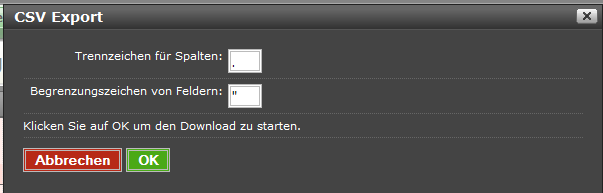 CSV Export
Trennzeichen für Spalten:
.
Begrenzungszeichen von Feldern:
"
Klicken Sie auf OK um den Download zu starten.
Abbrechen
OK